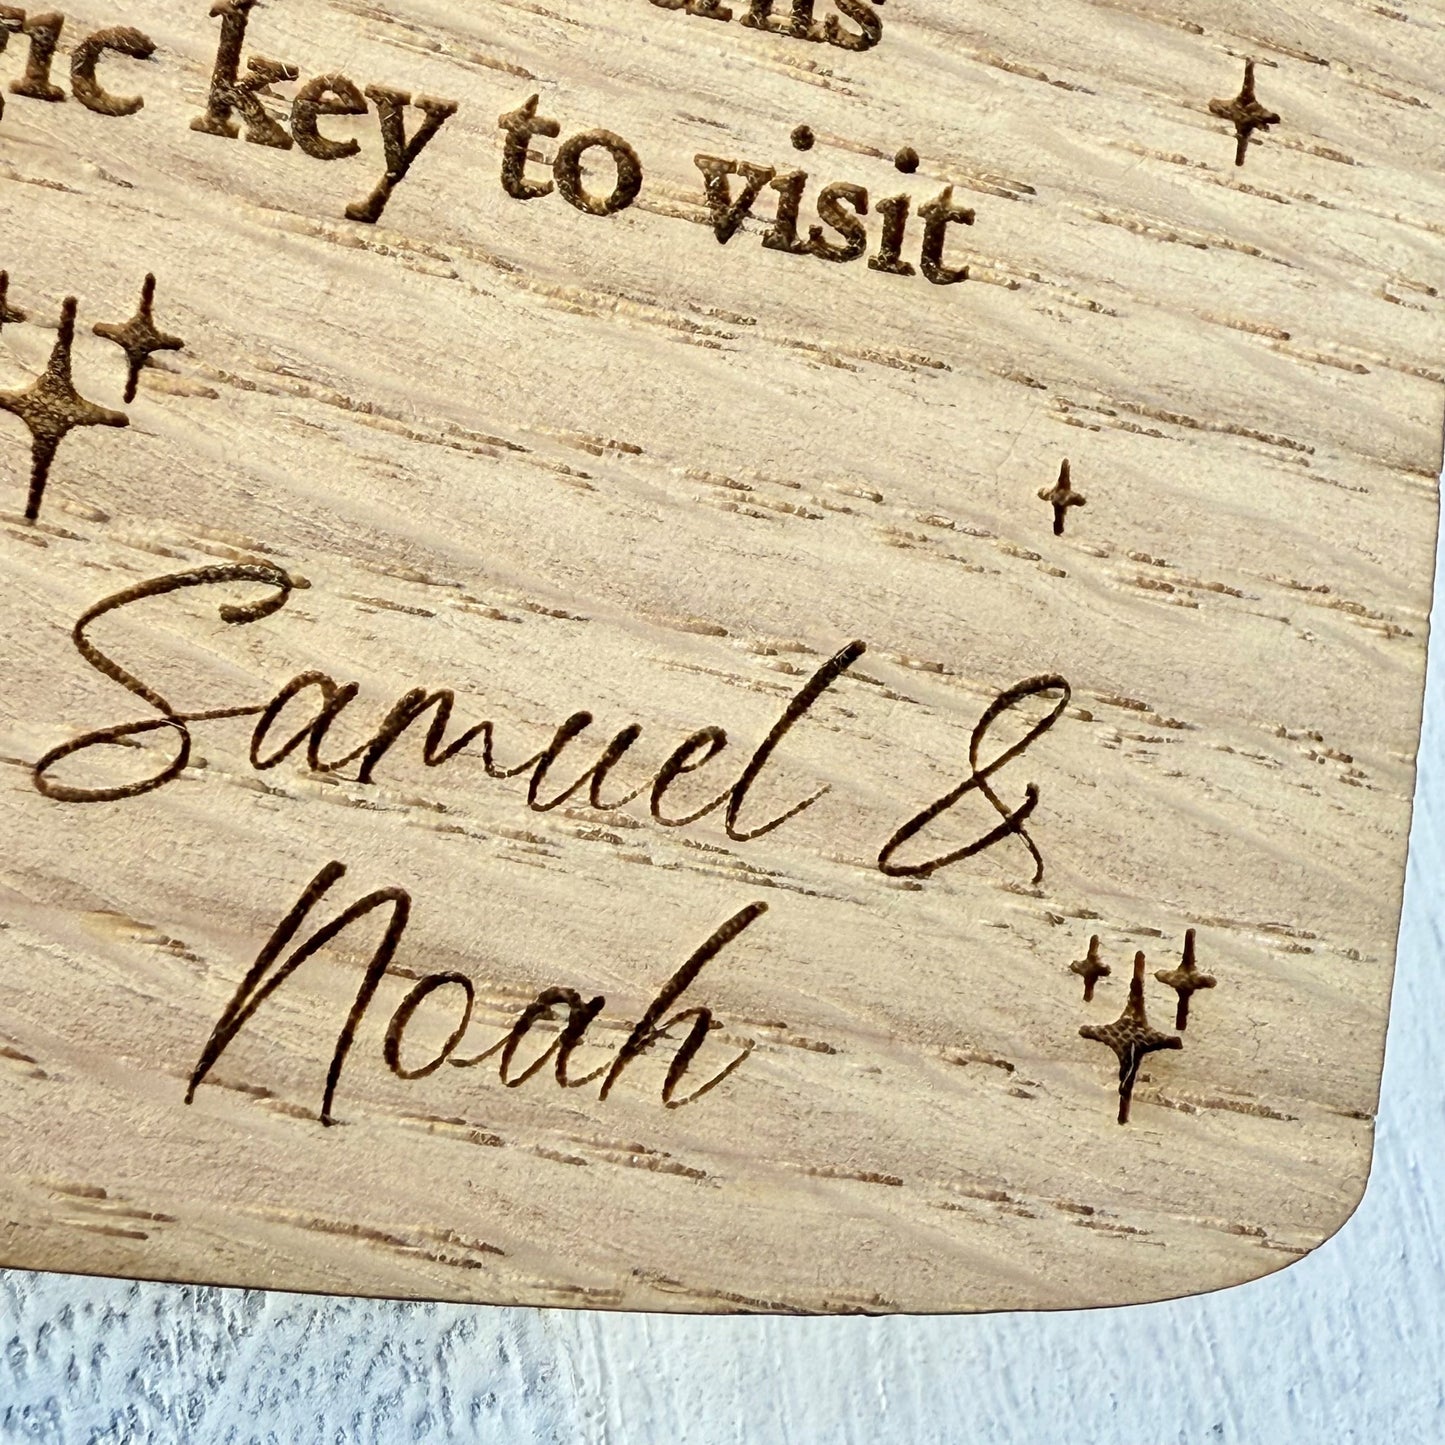 key to visit
Samuel &
Noah